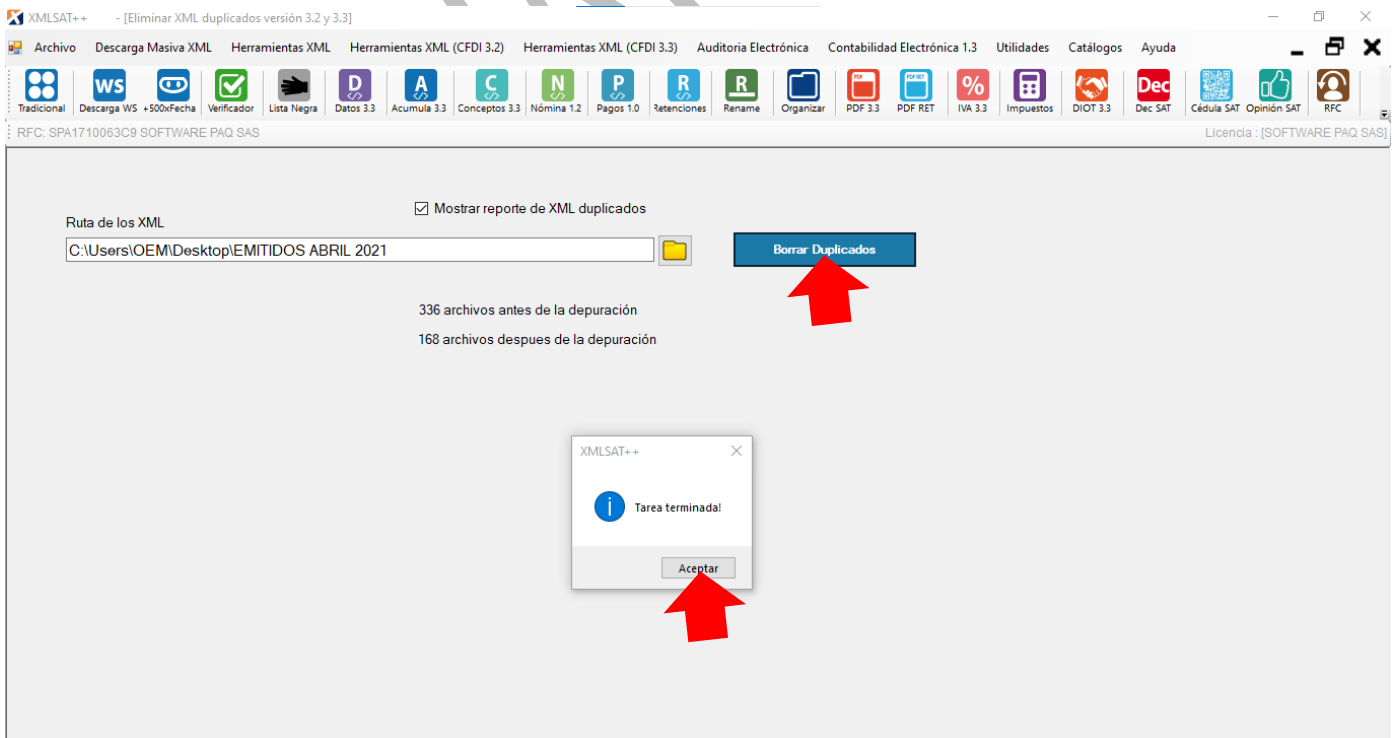 XMLSAT++ - [Eliminar XML duplicados versión 3.2 y 3.3]
Archivo Descarga Masiva XML Herramientas XML Herramientas XML (CFDI 3.2) Herramientas XML (CFDI 3.3) Auditoria Electrónica Contabilidad Electrónica 1.3 Utilidades Catálogos Ayuda
WS D A C N P R R PDF PDF RET % Dec
Tradicional Descarga WS +500xFecha Verificador Lista Negra Datos 3.3 Acumula 3.3 Conceptos 3.3 Nómina 1.2 Pagos 1.0 Retenciones Rename Organizar PDF 3.3 PDF RET IVA 3.3 Impuestos DIOT 3.3 Dec SAT Cédula SAT Opinión SAT RFC
RFC: SPA1710063C9 SOFTWARE PAQ SAS Licencia : [SOFTWARE PAQ SAS]
Mostrar reporte de XML duplicados
Ruta de los XML
C:\Users\OEM\Desktop\EMITIDOS ABRIL 2021
Borrar Duplicados
336 archivos antes de la depuración
168 archivos despues de la depuración
XMLSAT++
Tarea terminada!
Aceptar